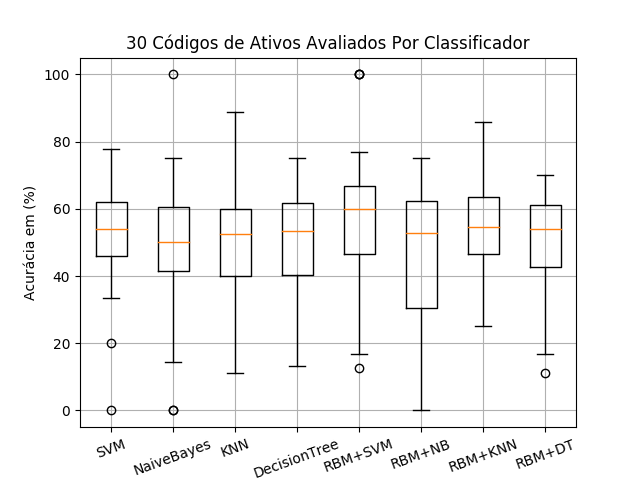 30 Códigos de Ativos Avaliados Por Classificador
Acurácia em (%)
100
80
60
40
20
0
SVM
NaiveBayes
KNN
DecisionTree
RBM+SVM
RBM+NB
RBM+KNN
RBM+DT